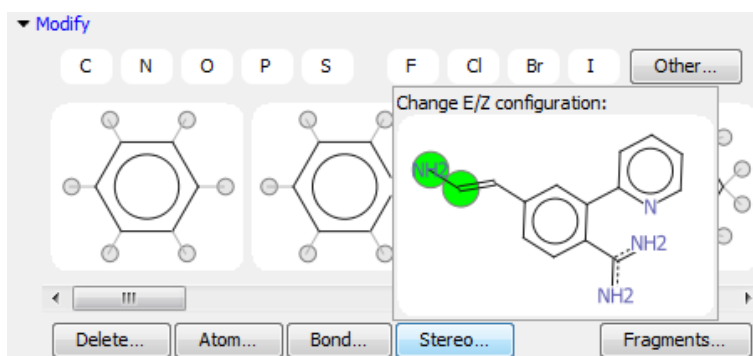 Modify
C N O P S F Cl Br I Other...
Change E/Z configuration:
NH2
N
NH2
NH2
Delete... Atom... Bond... Stereo... Fragments...